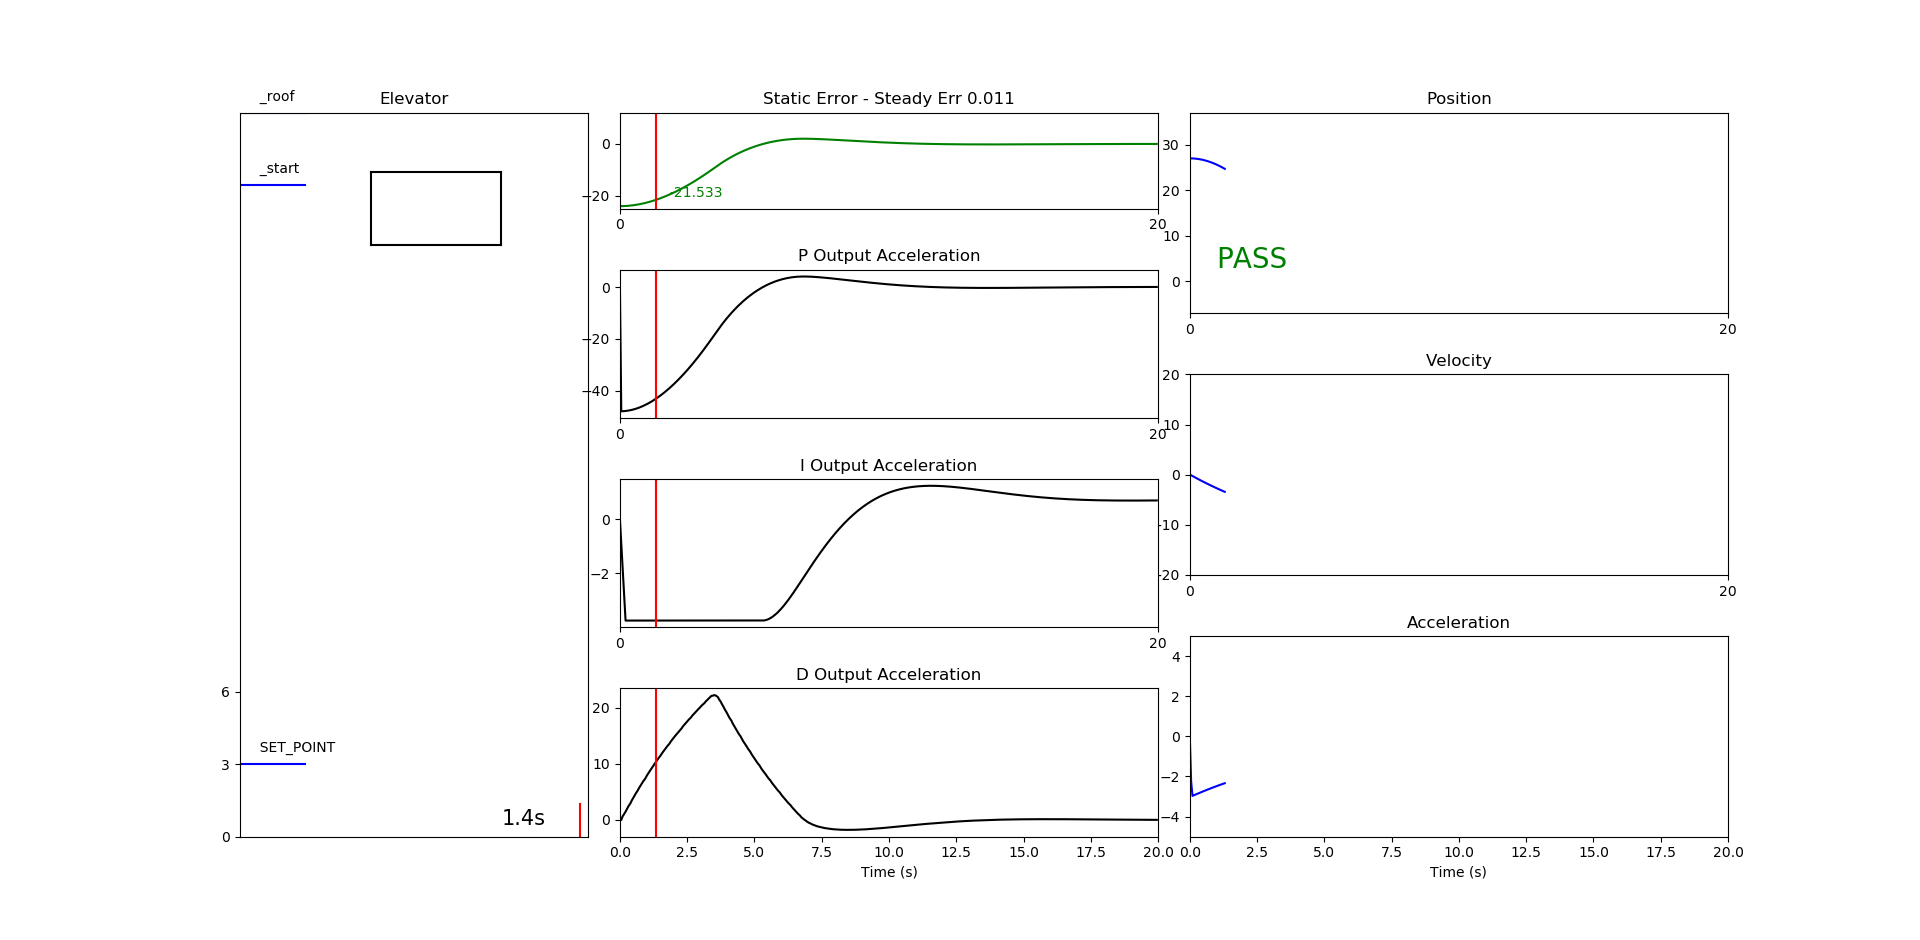 _roof
Elevator
_start
6
SET_POINT
3
1.4s
0
Static Error - Steady Err 0.011
0
−20
-21.533
0
20
P Output Acceleration
0
−20
−40
0
20
I Output Acceleration
0
−2
0
20
D Output Acceleration
20
10
0
0.0 2.5 5.0 7.5 10.0 12.5 15.0 17.5 20.0
Time (s)
Position
30
20
10
PASS
0
0
20
Velocity
20
10
0
−10
−20
0
20
Acceleration
4
2
0
−2
−4
0.0 2.5 5.0 7.5 10.0 12.5 15.0 17.5 20.0
Time (s)